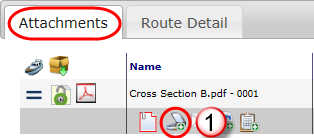 Attachments Route Detail
Name
Cross Section B.pdf - 0001
1